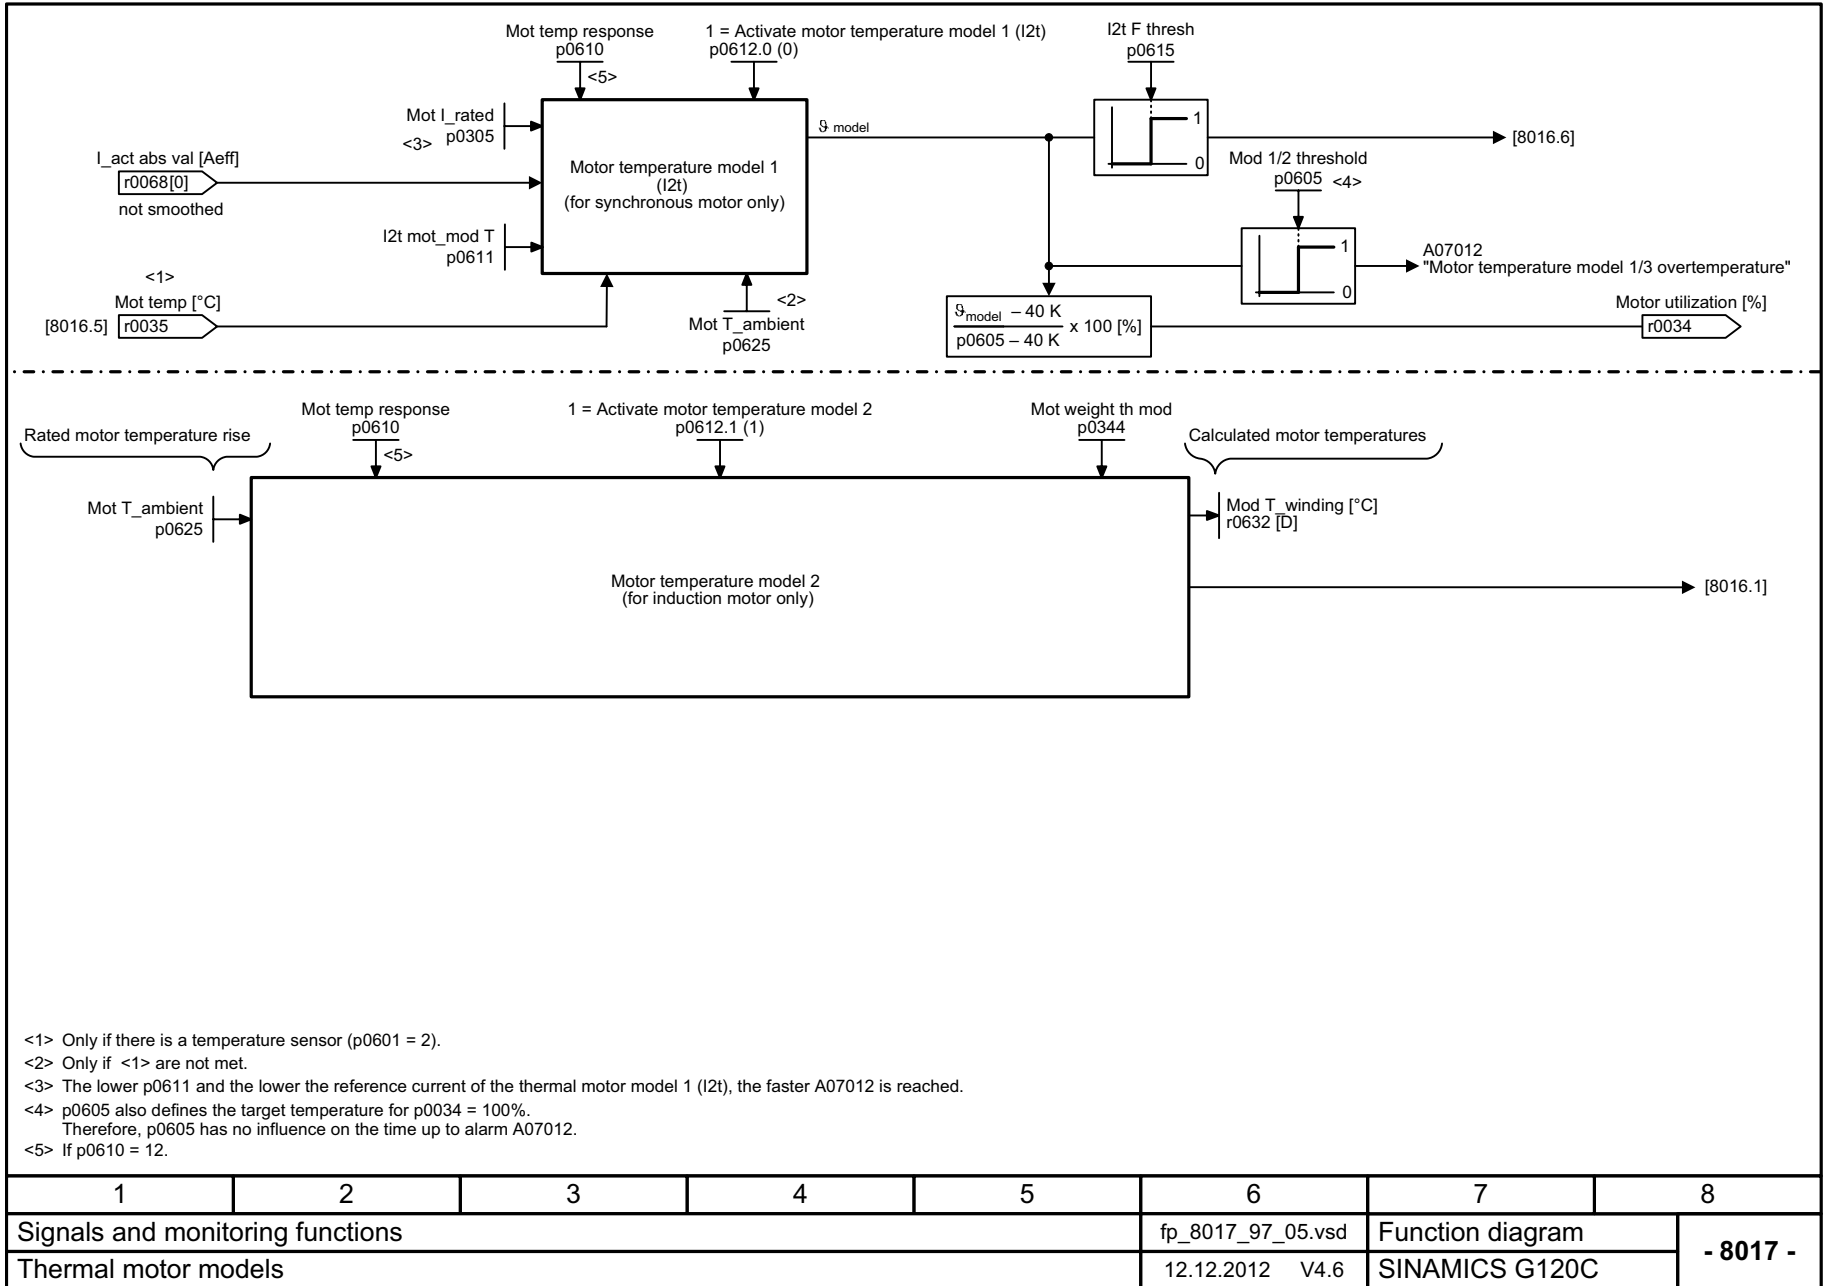 Mot temp response
p0610
<5>
1 = Activate motor temperature model 1 (I2t)
p0612.0 (0)
I2t F thresh
p0615
Mot I_rated
<3> p0305
I_act abs val [Aeff]
r0068[0]
not smoothed
I2t mot_mod T
p0611
<1>
Mot temp [°C]
[8016.5] r0035
Motor temperature model 1
(I2t)
(for synchronous motor only)
<2>
Mot T_ambient
p0625
ϑ model
1
0
[8016.6]
Mod 1/2 threshold
p0605 <4>
1
0
A07012
"Motor temperature model 1/3 overtemperature"
ϑmodel – 40 K
p0605 – 40 K
x 100 [%]
Motor utilization [%]
r0034
Rated motor temperature rise
Mot temp response
p0610
<5>
1 = Activate motor temperature model 2
p0612.1 (1)
Mot weight th mod
p0344
Calculated motor temperatures
Mot T_ambient
p0625
Mod T_winding [°C]
r0632 [D]
Motor temperature model 2
(for induction motor only)
[8016.1]
<1> Only if there is a temperature sensor (p0601 = 2).
<2> Only if <1> are not met.
<3> The lower p0611 and the lower the reference current of the thermal motor model 1 (I2t), the faster A07012 is reached.
<4> p0605 also defines the target temperature for p0034 = 100%.
Therefore, p0605 has no influence on the time up to alarm A07012.
<5> If p0610 = 12.
1 2 3 4 5 6 7 8
Signals and monitoring functions
fp_8017_97_05.vsd
Function diagram
- 8017 -
Thermal motor models
12.12.2012 V4.6
SINAMICS G120C